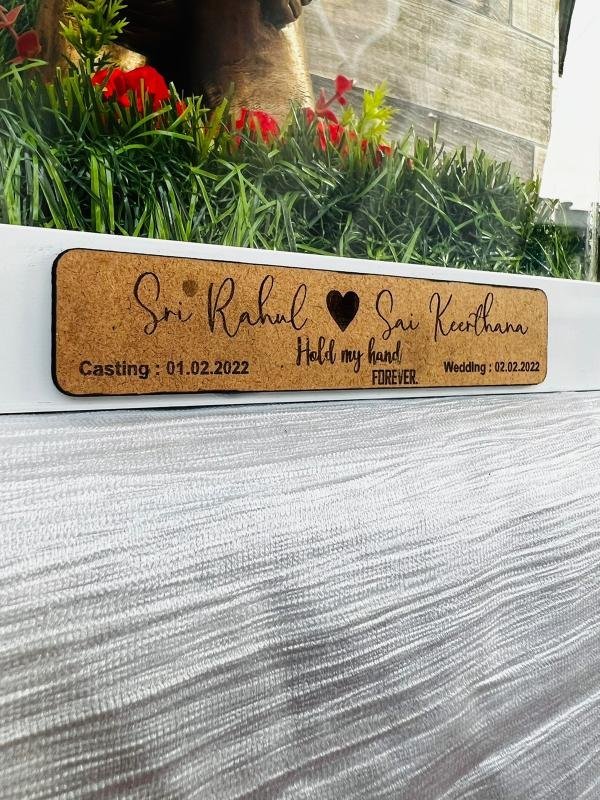 Sri Rahul ♥ Sai Keerthana
Hold my hand
FOREVER.
Casting : 01.02.2022
Wedding : 02.02.2022